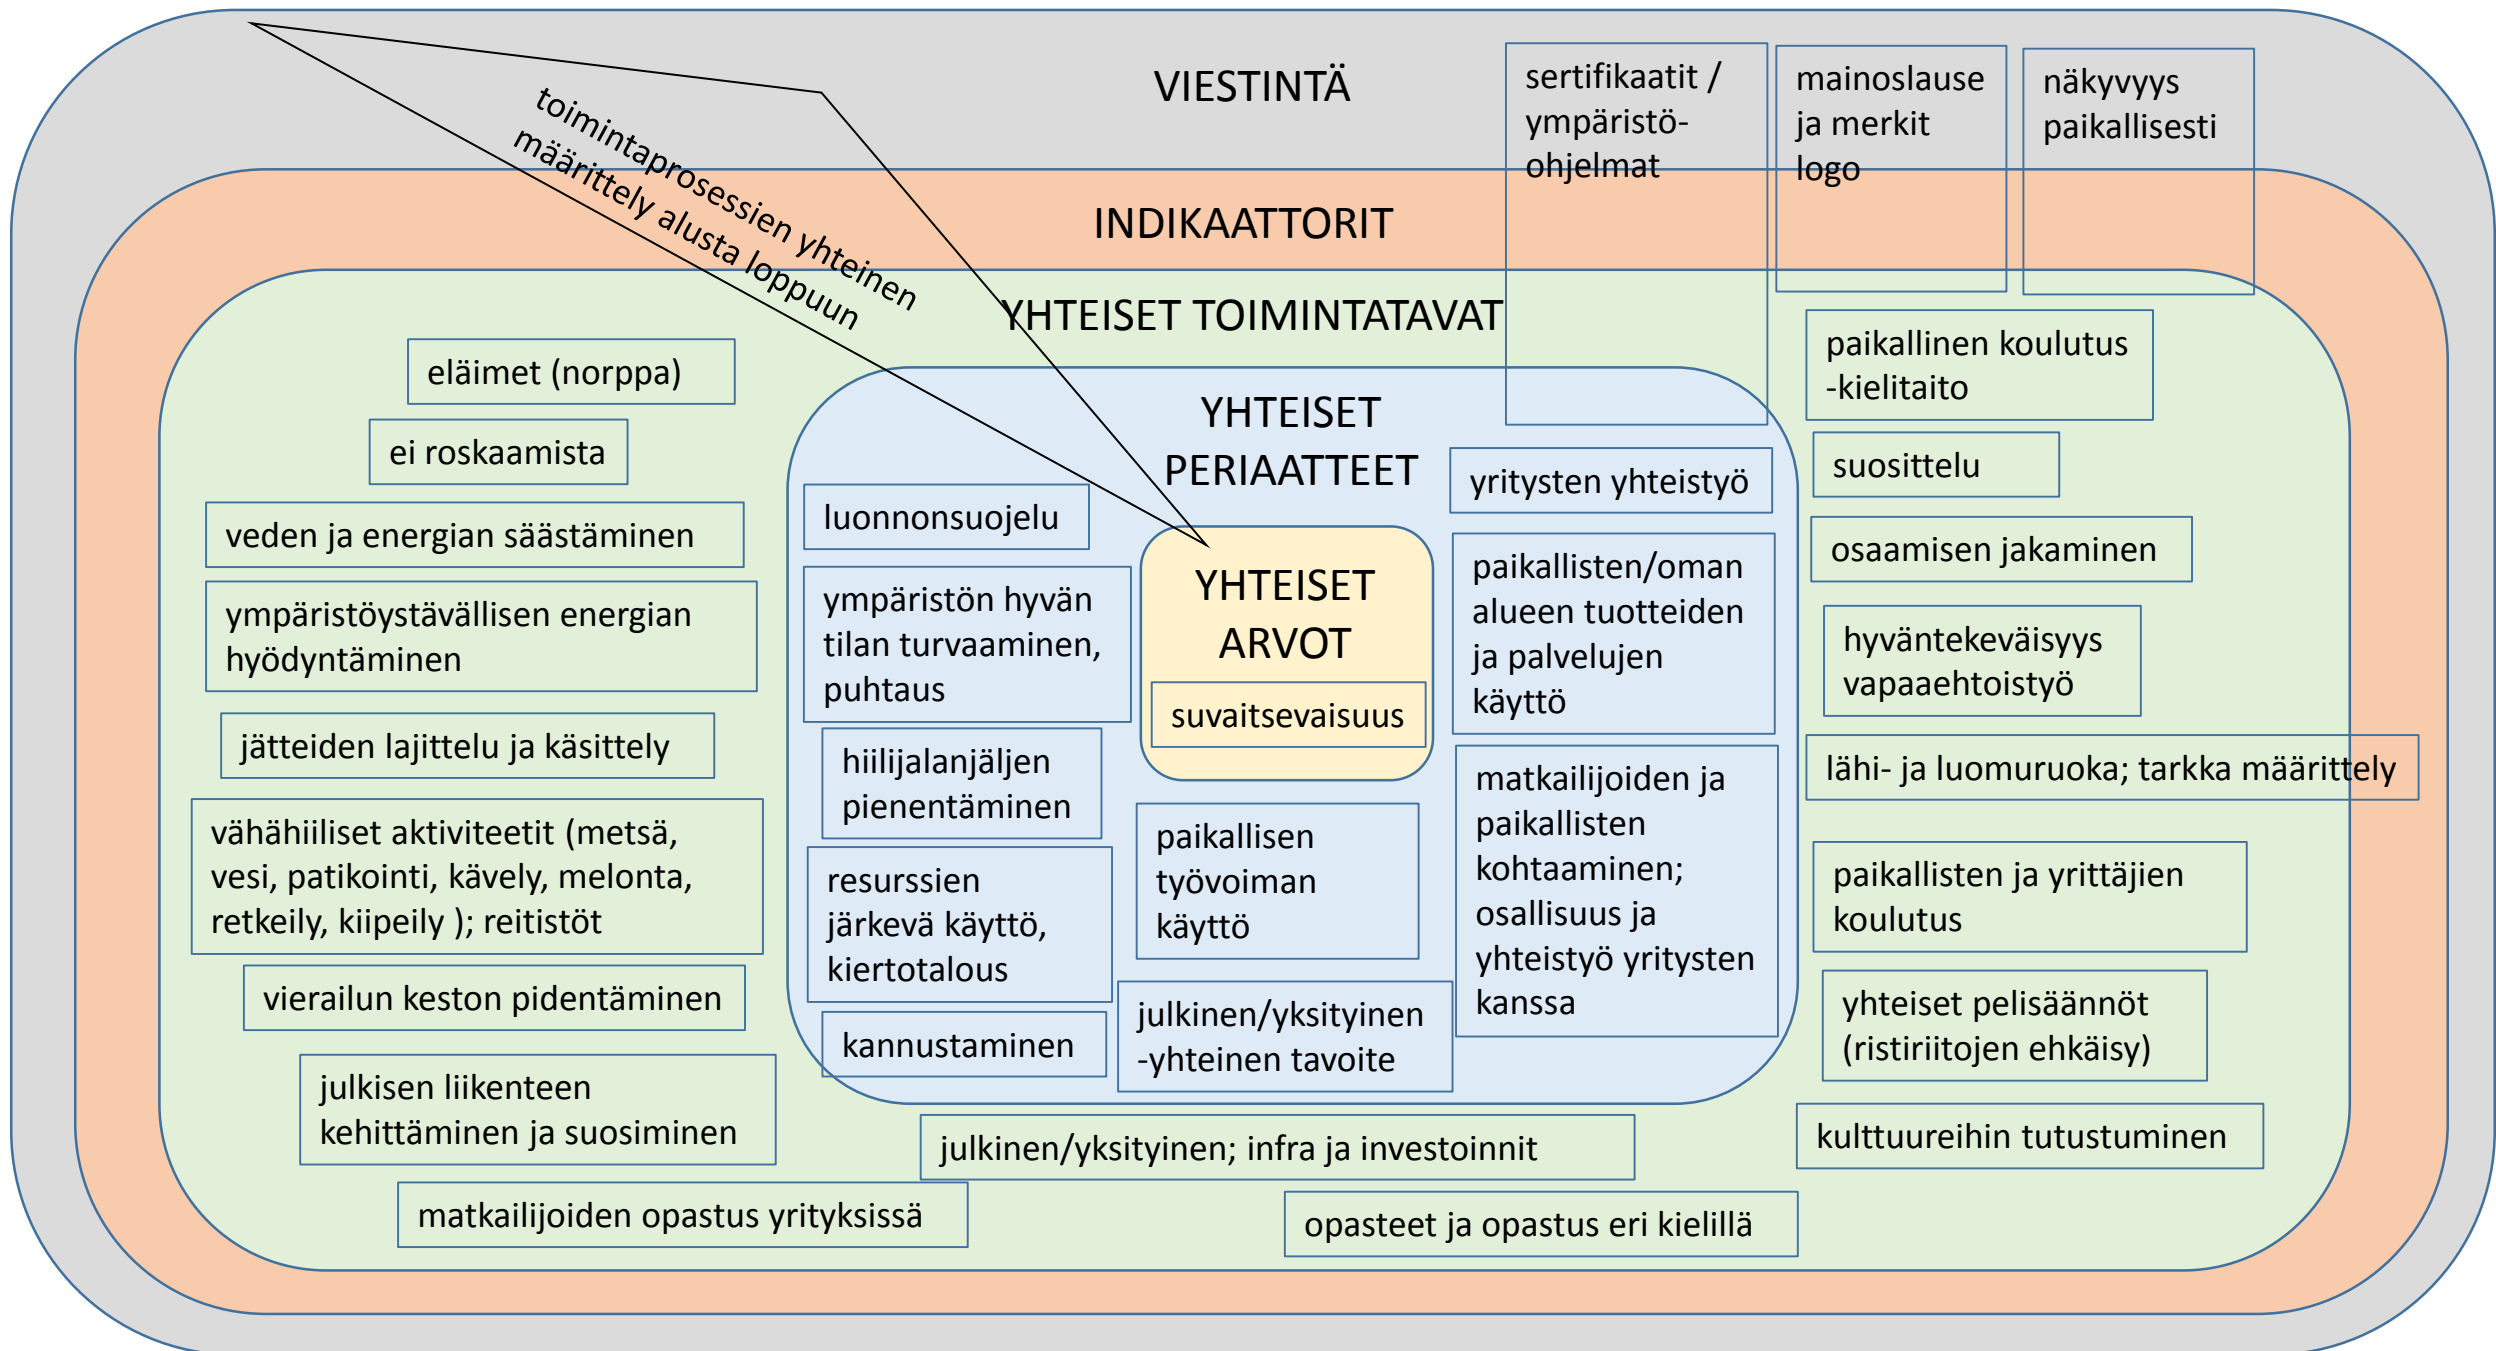 VIESTINTÄ
sertifikaatit /
ympäristö-
ohjelmat
mainoslause
ja merkit
logo
näkyvyys
paikallisesti
toimintaprosessien yhteinen
määrittely alusta loppuun
INDIKAATTORIT
YHTEISET TOIMINTATAVAT
eläimet (norppa)
ei roskaamista
veden ja energian säästäminen
ympäristöystävällisen energian
hyödyntäminen
jätteiden lajittelu ja käsittely
vähähiiliset aktiviteetit (metsä,
vesi, patikointi, kävely, melonta,
retkeily, kiipeily ); reitistöt
vierailun keston pidentäminen
julkisen liikenteen
kehittäminen ja suosiminen
matkailijoiden opastus yrityksissä
YHTEISET
PERIAATTEET
luonnonsuojelu
ympäristön hyvän
tilan turvaaminen,
puhtaus
hiilijalanjäljen
pienentäminen
resurssien
järkevä käyttö,
kiertotalous
kannustaminen
YHTEISET
ARVOT
suvaitsevaisuus
paikallisen
työvoiman
käyttö
julkinen/yksityinen
-yhteinen tavoite
yritysten yhteistyö
paikallisten/oman
alueen tuotteiden
ja palvelujen
käyttö
matkailijoiden ja
paikallisten
kohtaaminen;
osallisuus ja
yhteistyö yritysten
kanssa
julkinen/yksityinen; infra ja investoinnit
opasteet ja opastus eri kielillä
paikallinen koulutus
-kielitaito
suosittelu
osaamisen jakaminen
hyväntekeväisyys
vapaaehtoistyö
lähi- ja luomuruoka; tarkka määrittely
paikallisten ja yrittäjien
koulutus
yhteiset pelisäännöt
(ristiriitojen ehkäisy)
kulttuureihin tutustuminen